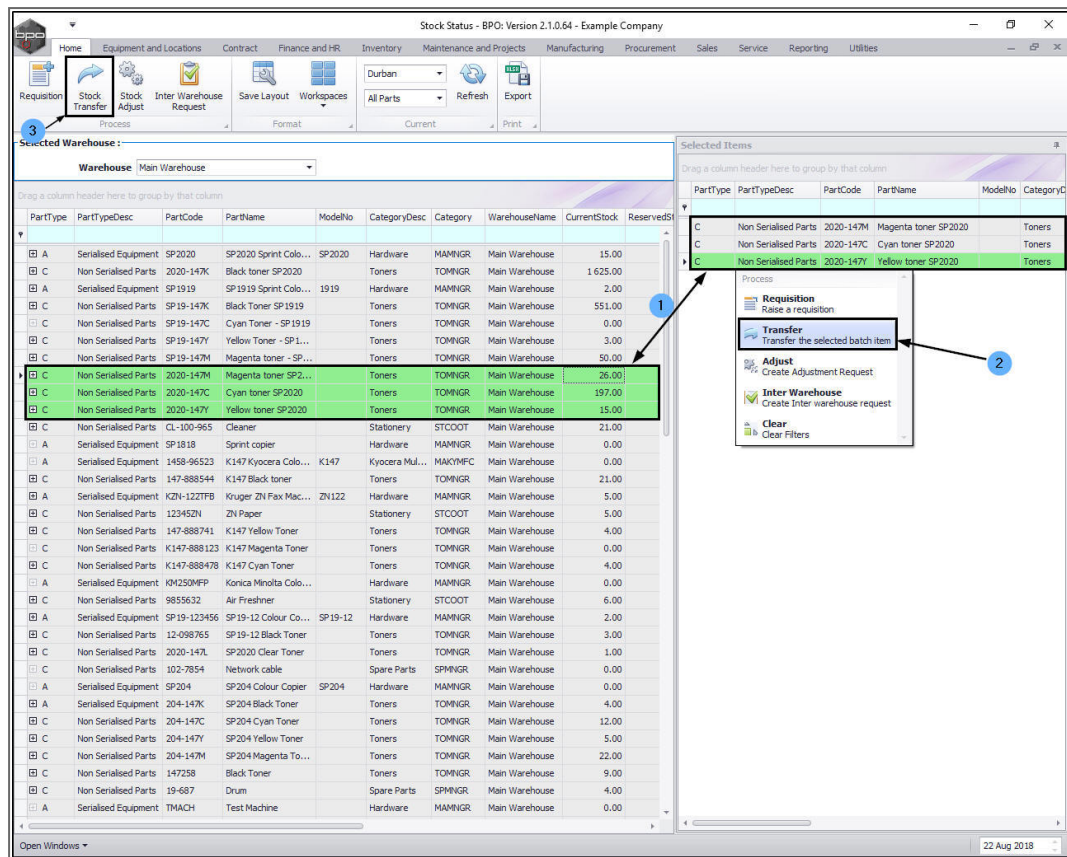 bpo
Stock Status - BPO: Version 2.1.0.64 - Example Company
Home Equipment and Locations Contract Finance and HR Inventory Maintenance and Projects Manufacturing Procurement Sales Service Reporting Utilities
Requisition
Stock Transfer
Stock Adjust
Inter Warehouse Request
Save Layout
Workspaces
Durban
All Parts
Refresh
Export
Process Format Current Print
3
Selected Warehouse :
Warehouse Main Warehouse
Drag a column header here to group by that column
PartType PartTypeDesc PartCode PartName ModelNo CategoryDesc Category WarehouseName CurrentStock ReservedSt
A Serialised Equipment SP2020 SP2020 Sprint Colo... SP2020 Hardware MAMNGR Main Warehouse 15.00
C Non Serialised Parts 2020-147K Black toner SP2020 Toners TOMNGR Main Warehouse 1 625.00
A Serialised Equipment SP1919 SP1919 Sprint Colo... 1919 Hardware MAMNGR Main Warehouse 2.00
C Non Serialised Parts SP19-147K Black Toner SP1919 Toners TOMNGR Main Warehouse 551.00
C Non Serialised Parts SP19-147C Cyan Toner - SP1919 Toners TOMNGR Main Warehouse 0.00
C Non Serialised Parts SP19-147Y Yellow Toner - SP1... Toners TOMNGR Main Warehouse 3.00
C Non Serialised Parts SP19-147M Magenta toner - SP... Toners TOMNGR Main Warehouse 50.00
C Non Serialised Parts 2020-147M Magenta toner SP2... Toners TOMNGR Main Warehouse 26.00
C Non Serialised Parts 2020-147C Cyan toner SP2020 Toners TOMNGR Main Warehouse 197.00
C Non Serialised Parts 2020-147Y Yellow toner SP2020 Toners TOMNGR Main Warehouse 15.00
C Non Serialised Parts CL-100-965 Cleaner Stationery STCOOT Main Warehouse 21.00
A Serialised Equipment SP1818 Sprint copier Hardware MAMNGR Main Warehouse 0.00
A Serialised Equipment 1458-96523 K147 Kyocera Colo... K147 Kyocera Mul... MAKYMFC Main Warehouse 0.00
C Non Serialised Parts 147-888544 K147 Black toner Toners TOMNGR Main Warehouse 21.00
A Serialised Equipment KZN-122TFB Kruger ZN Fax Mac... ZN122 Hardware MAMNGR Main Warehouse 5.00
C Non Serialised Parts 12345ZN ZN Paper Stationery STCOOT Main Warehouse 5.00
C Non Serialised Parts 147-888741 K147 Yellow Toner Toners TOMNGR Main Warehouse 4.00
C Non Serialised Parts K147-888123 K147 Magenta Toner Toners TOMNGR Main Warehouse 0.00
C Non Serialised Parts K147-888478 K147 Cyan Toner Toners TOMNGR Main Warehouse 4.00
A Serialised Equipment KM250MFP Konica Minolta Colo... Hardware MAMNGR Main Warehouse 0.00
C Non Serialised Parts 9855632 Air Freshner Stationery STCOOT Main Warehouse 6.00
A Serialised Equipment SP19-123456 SP19-12 Colour Co... SP19-12 Hardware MAMNGR Main Warehouse 2.00
C Non Serialised Parts 12-098765 SP19-12 Black Toner Toners TOMNGR Main Warehouse 3.00
C Non Serialised Parts 2020-147L SP2020 Clear Toner Toners TOMNGR Main Warehouse 1.00
C Non Serialised Parts 102-7854 Network cable Spare Parts SPMNGR Main Warehouse 0.00
A Serialised Equipment SP204 SP204 Colour Copier SP204 Hardware MAMNGR Main Warehouse 0.00
A Serialised Equipment 204-147K SP204 Black Toner Toners TOMNGR Main Warehouse 4.00
C Non Serialised Parts 204-147C SP204 Cyan Toner Toners TOMNGR Main Warehouse 12.00
C Non Serialised Parts 204-147Y SP204 Yellow Toner Toners TOMNGR Main Warehouse 5.00
C Non Serialised Parts 204-147M SP204 Magenta To... Toners TOMNGR Main Warehouse 22.00
C Non Serialised Parts 147258 Black Toner Toners TOMNGR Main Warehouse 9.00
C Non Serialised Parts 19-687 Drum Spare Parts SPMNGR Main Warehouse 4.00
A Serialised Equipment TMACH Test Machine Hardware MAMNGR Main Warehouse 0.00
Selected Items
Drag a column header here to group by that column
PartType PartTypeDesc PartCode PartName ModelNo CategoryD
C Non Serialised Parts 2020-147M Magenta toner SP2020 Toners
C Non Serialised Parts 2020-147C Cyan toner SP2020 Toners
C Non Serialised Parts 2020-147Y Yellow toner SP2020 Toners
1
Process
Requisition
Raise a requisition
Transfer
Transfer the selected batch item
2
Adjust
Create Adjustment Request
Inter Warehouse
Create Inter warehouse request
Clear
Clear Filters
Open Windows
22 Aug 2018